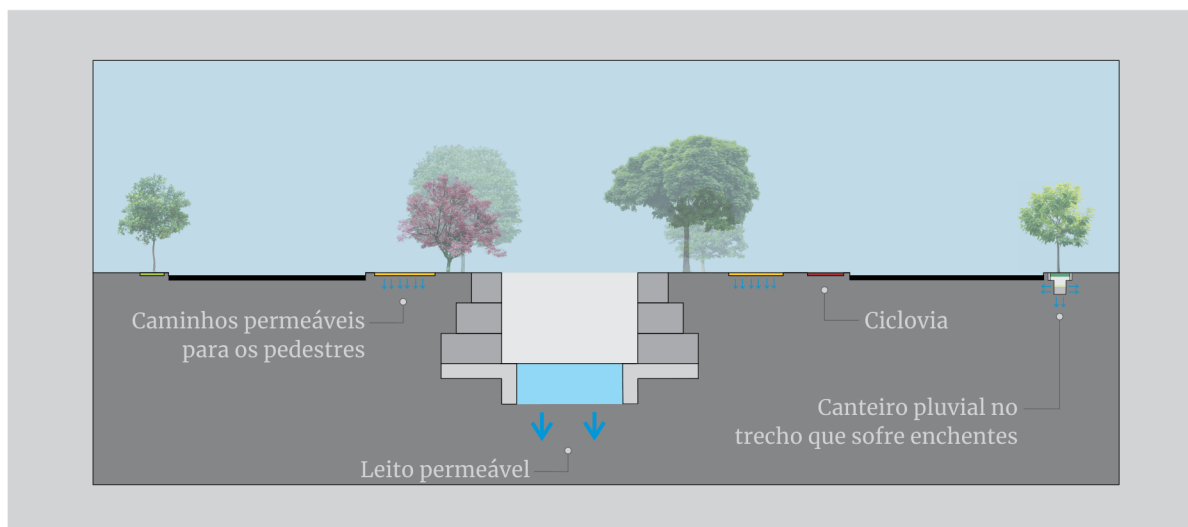 Caminhos permeáveis
para os pedestres
Ciclovia
Canteiro pluvial no
trecho que sofre enchentes
Leito permeável